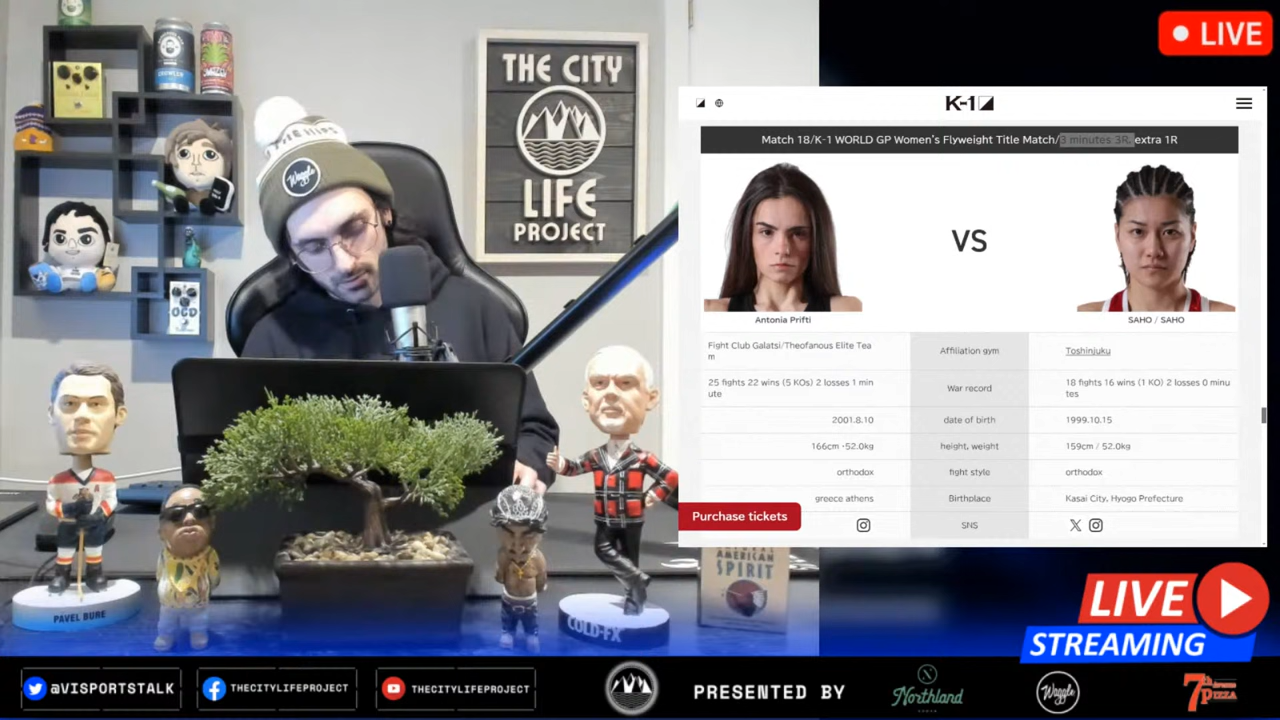 LIVE
THE CITY
LIFE
PROJECT
THE HIPS
Waggle
OCD
K-1
Match 18/K-1 WORLD GP Women's Flyweight Title Match/3 minutes 3R, extra 1R
VS
Antonia Prifti
SAHO / SAHO
Fight Club Galatsi/Theofanous Elite Tea
m
Affiliation gym
Toshinjuku
25 fights 22 wins (5 KOs) 2 losses 1 min
ute
War record
18 fights 16 wins (1 KO) 2 losses 0 minu
tes
2001.8.10
date of birth
1999.10.15
166cm ·52.0kg
height, weight
159cm / 52.0kg
orthodox
fight style
orthodox
greece athens
Birthplace
Kasai City, Hyogo Prefecture
Purchase tickets
SNS
AMERICAN
SPIRIT
PAVEL BURE
COLD-FX
LIVE
STREAMING
@VISPORTSTALK
THECITYLIFEPROJECT
THECITYLIFEPROJECT
PRESENTED BY
Northland
Waggle
7th
PIZZA